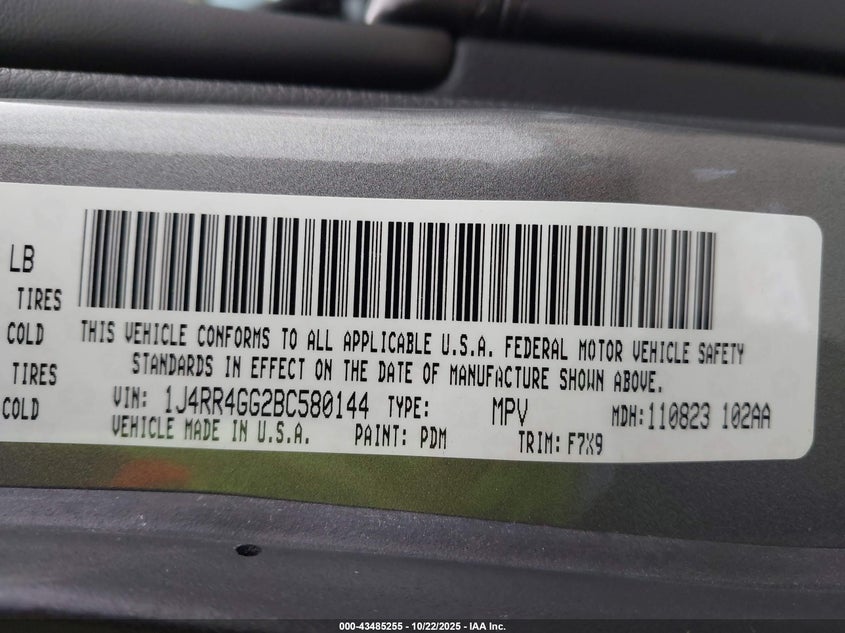 LB
TIRES
COLD
TIRES
COLD
THIS VEHICLE CONFORMS TO ALL APPLICABLE U.S.A. FEDERAL MOTOR VEHICLE SAFETY
STANDARDS IN EFFECT ON THE DATE OF MANUFACTURE SHOWN ABOVE.
VIN: 1J4RR4GG2BC580144 TYPE: MPV MDH:110823 102AA
VEHICLE MADE IN U.S.A. PAINT: PDM TRIM: F7X9
000-43485255 - 10/22/2025 - IAA Inc.